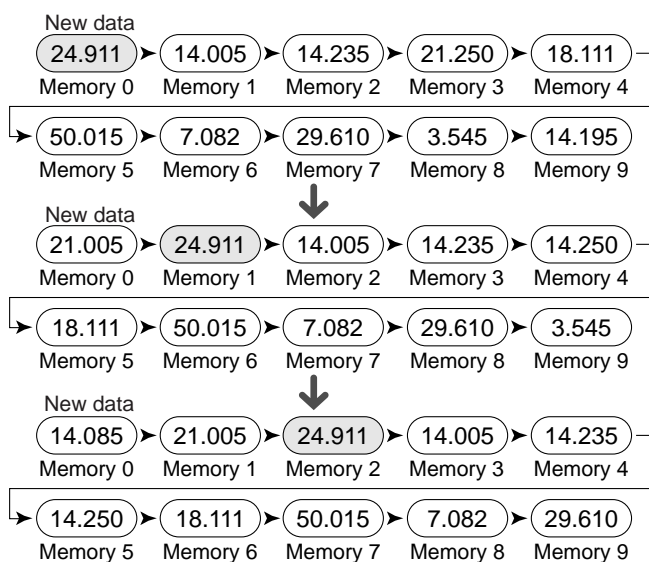 New data
24.911 14.005 14.235 21.250 18.111
Memory 0 Memory 1 Memory 2 Memory 3 Memory 4
50.015 7.082 29.610 3.545 14.195
Memory 5 Memory 6 Memory 7 Memory 8 Memory 9
New data
21.005 24.911 14.005 14.235 14.250
Memory 0 Memory 1 Memory 2 Memory 3 Memory 4
18.111 50.015 7.082 29.610 3.545
Memory 5 Memory 6 Memory 7 Memory 8 Memory 9
New data
14.085 21.005 24.911 14.005 14.235
Memory 0 Memory 1 Memory 2 Memory 3 Memory 4
14.250 18.111 50.015 7.082 29.610
Memory 5 Memory 6 Memory 7 Memory 8 Memory 9